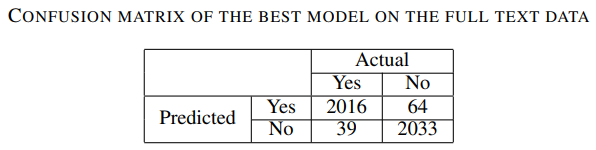 CONFUSION MATRIX OF THE BEST MODEL ON THE FULL TEXT DATA
Actual
Yes No
Predicted Yes 2016 64
No 39 2033